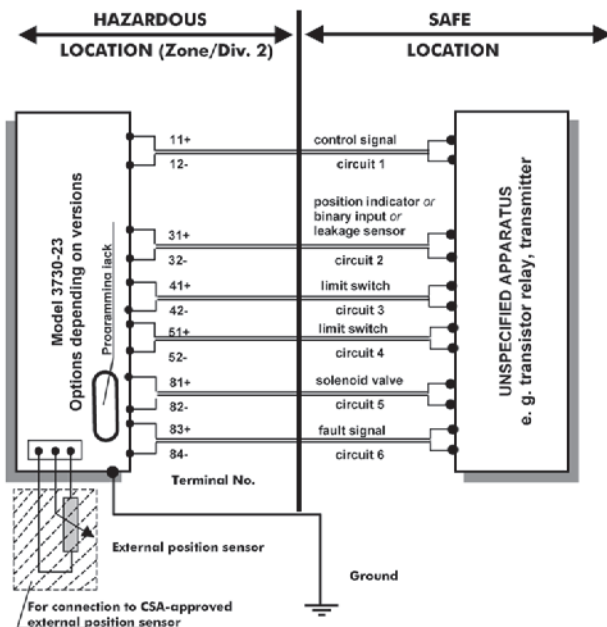 HAZARDOUS
LOCATION (Zone/Div. 2)
SAFE
LOCATION
Model 3730-23
Options depending on versions
Programming jack
11+
12-
control signal
circuit 1
31+
32-
position indicator or
binary input or
leakage sensor
circuit 2
41+
42-
limit switch
circuit 3
51+
52-
limit switch
circuit 4
81+
82-
solenoid valve
circuit 5
83+
84-
fault signal
circuit 6
Terminal No.
UNSPECIFIED APPARATUS
e. g. transistor relay, transmitter
External position sensor
Ground
For connection to CSA-approved
external position sensor